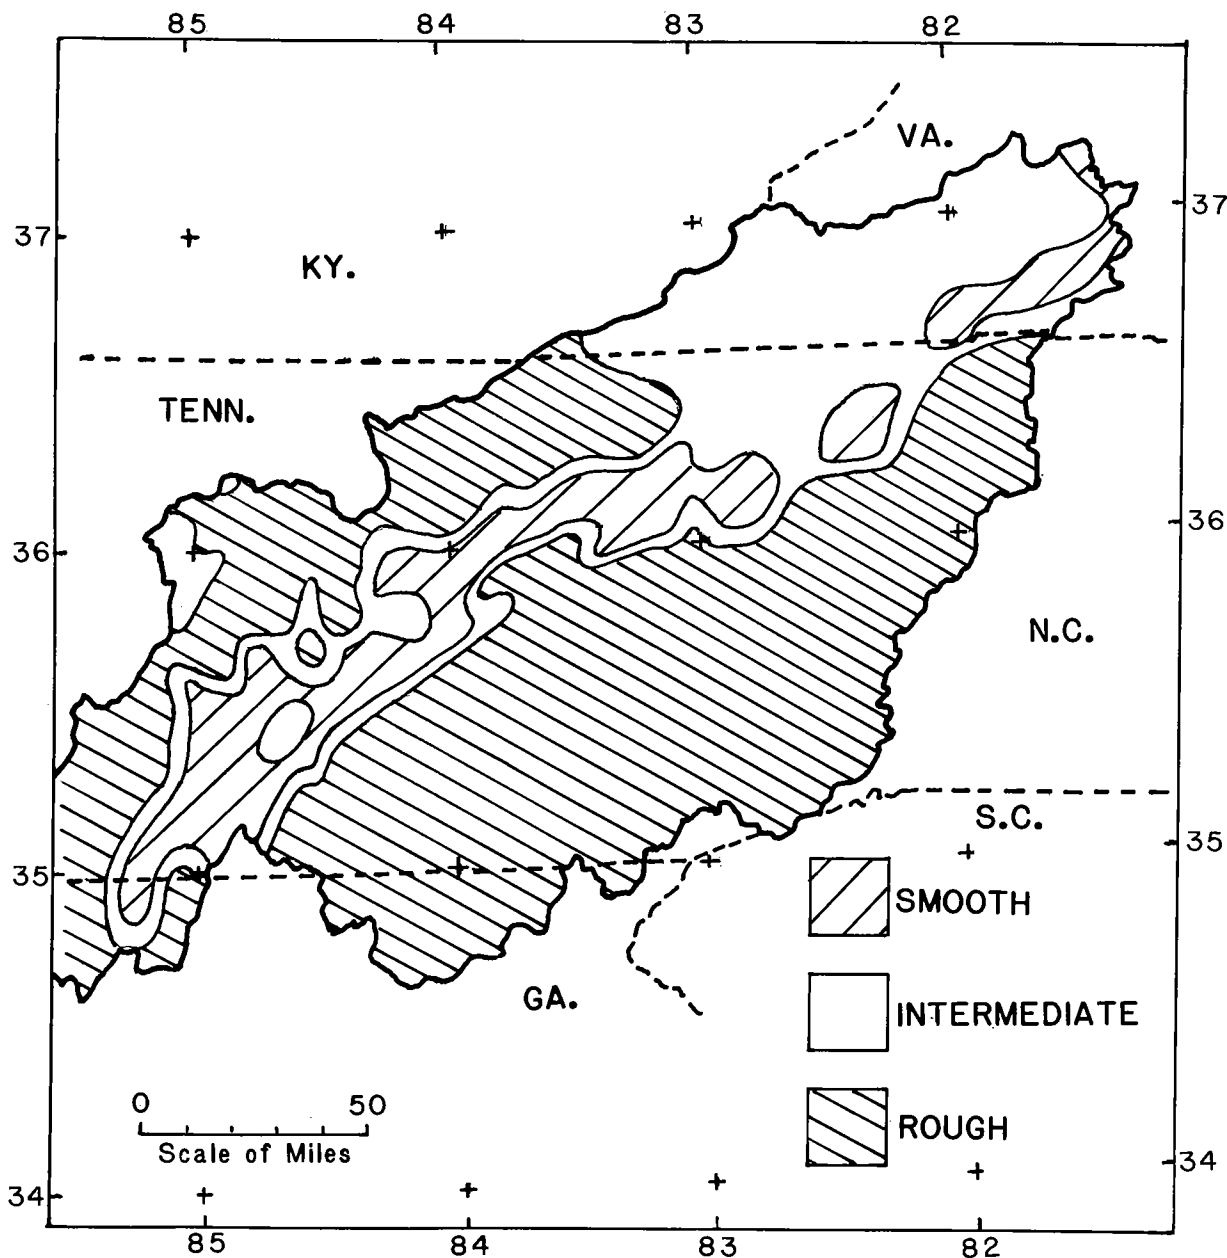 85 84 83 82
VA.
37
37
KY.
TENN.
36
36
N.C.
S.C.
35
35
SMOOTH
GA.
INTERMEDIATE
0 50
ROUGH
Scale of Miles
34
34
85 84 83 82